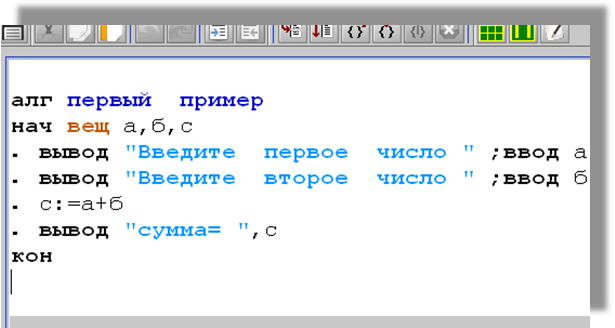 алг первый пример
нач вещ а,б,с
. вывод "Введите первое число " ;ввод а
. вывод "Введите второе число " ;ввод б
. с:=а+б
. вывод "сумма= ",с
кон